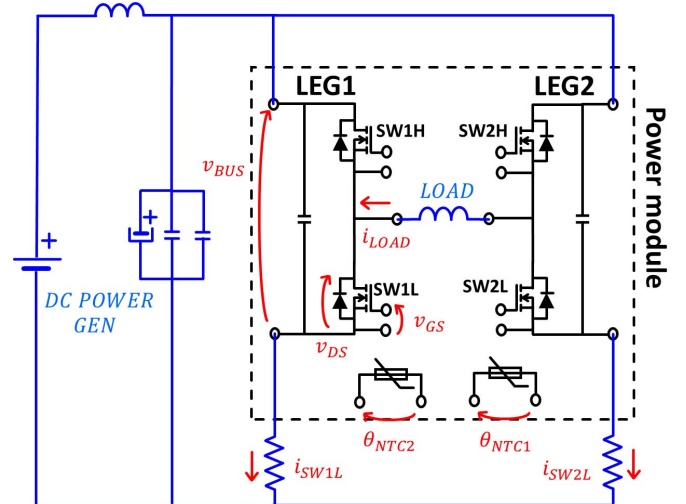 LEG1
LEG2
SW1H
SW2H
Power module
v_BUS
LOAD
i_LOAD
+
+
DC POWER
GEN
SW1L
SW2L
v_GS
v_DS
θ_NTC2
θ_NTC1
i_SW1L
i_SW2L